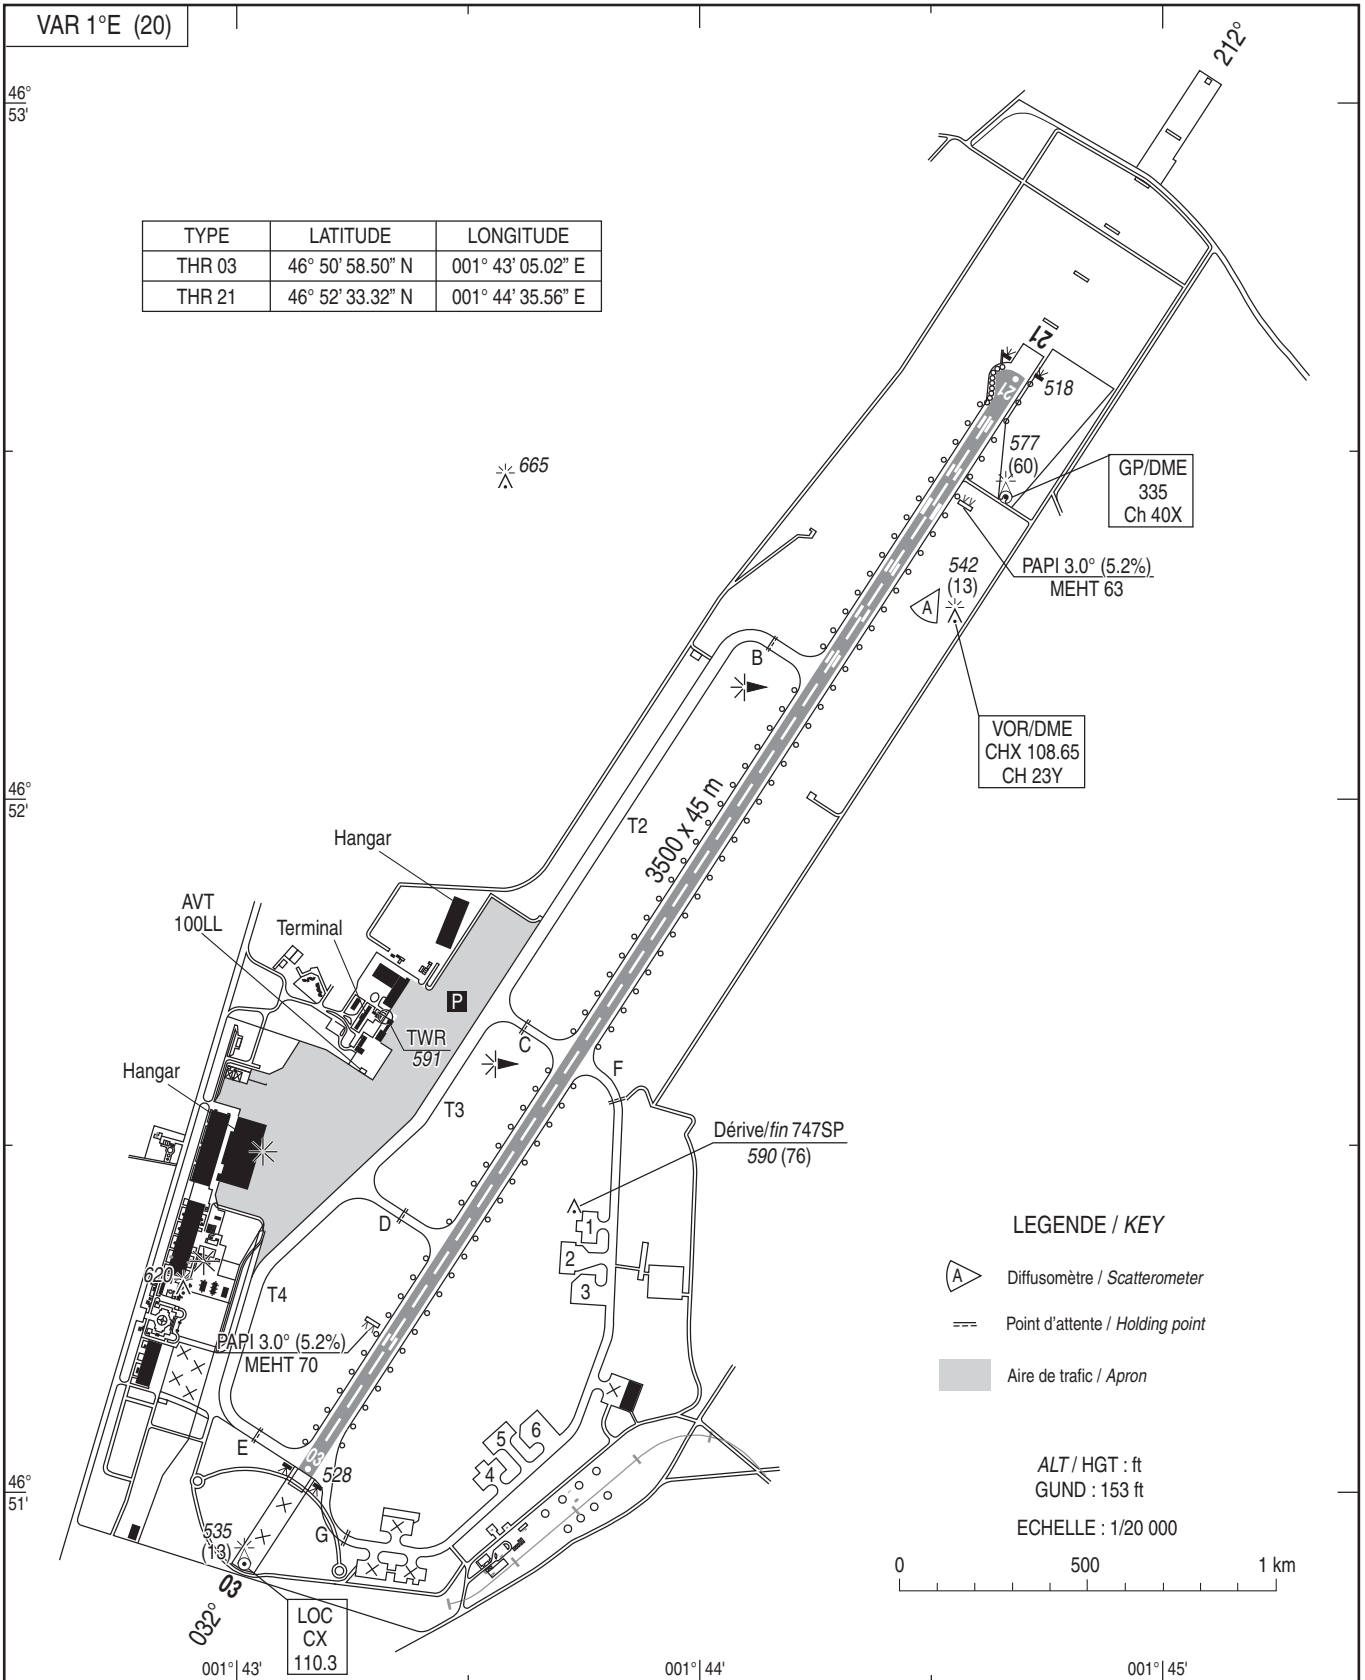 VAR 1°E (20)
212°
46°
53'
TYPE LATITUDE LONGITUDE
THR 03 46° 50' 58.50" N 001° 43' 05.02" E
THR 21 46° 52' 33.32" N 001° 44' 35.56" E
21
21
518
665
577
(60)
GP/DME
335
Ch 40X
542
(13)
PAPI 3.0° (5.2%)
MEHT 63
A
B
VOR/DME
CHX 108.65
CH 23Y
46°
52'
T2
3500 x 45 m
Hangar
AVT
100LL
Terminal
P
TWR
591
C
F
Hangar
T3
Dérive/fin 747SP
590 (76)
D
1
2
3
620
T4
PAPI 3.0° (5.2%)
MEHT 70
LEGENDE / KEY
A Diffusomètre / Scatterometer
Point d'attente / Holding point
Aire de trafic / Apron
E
03
528
5
6
4
46°
51'
G
535
(13)
03
032°
LOC
CX
110.3
ALT / HGT : ft
GUND : 153 ft
ECHELLE : 1/20 000
0 500 1 km
001° 43' 001° 44' 001° 45'